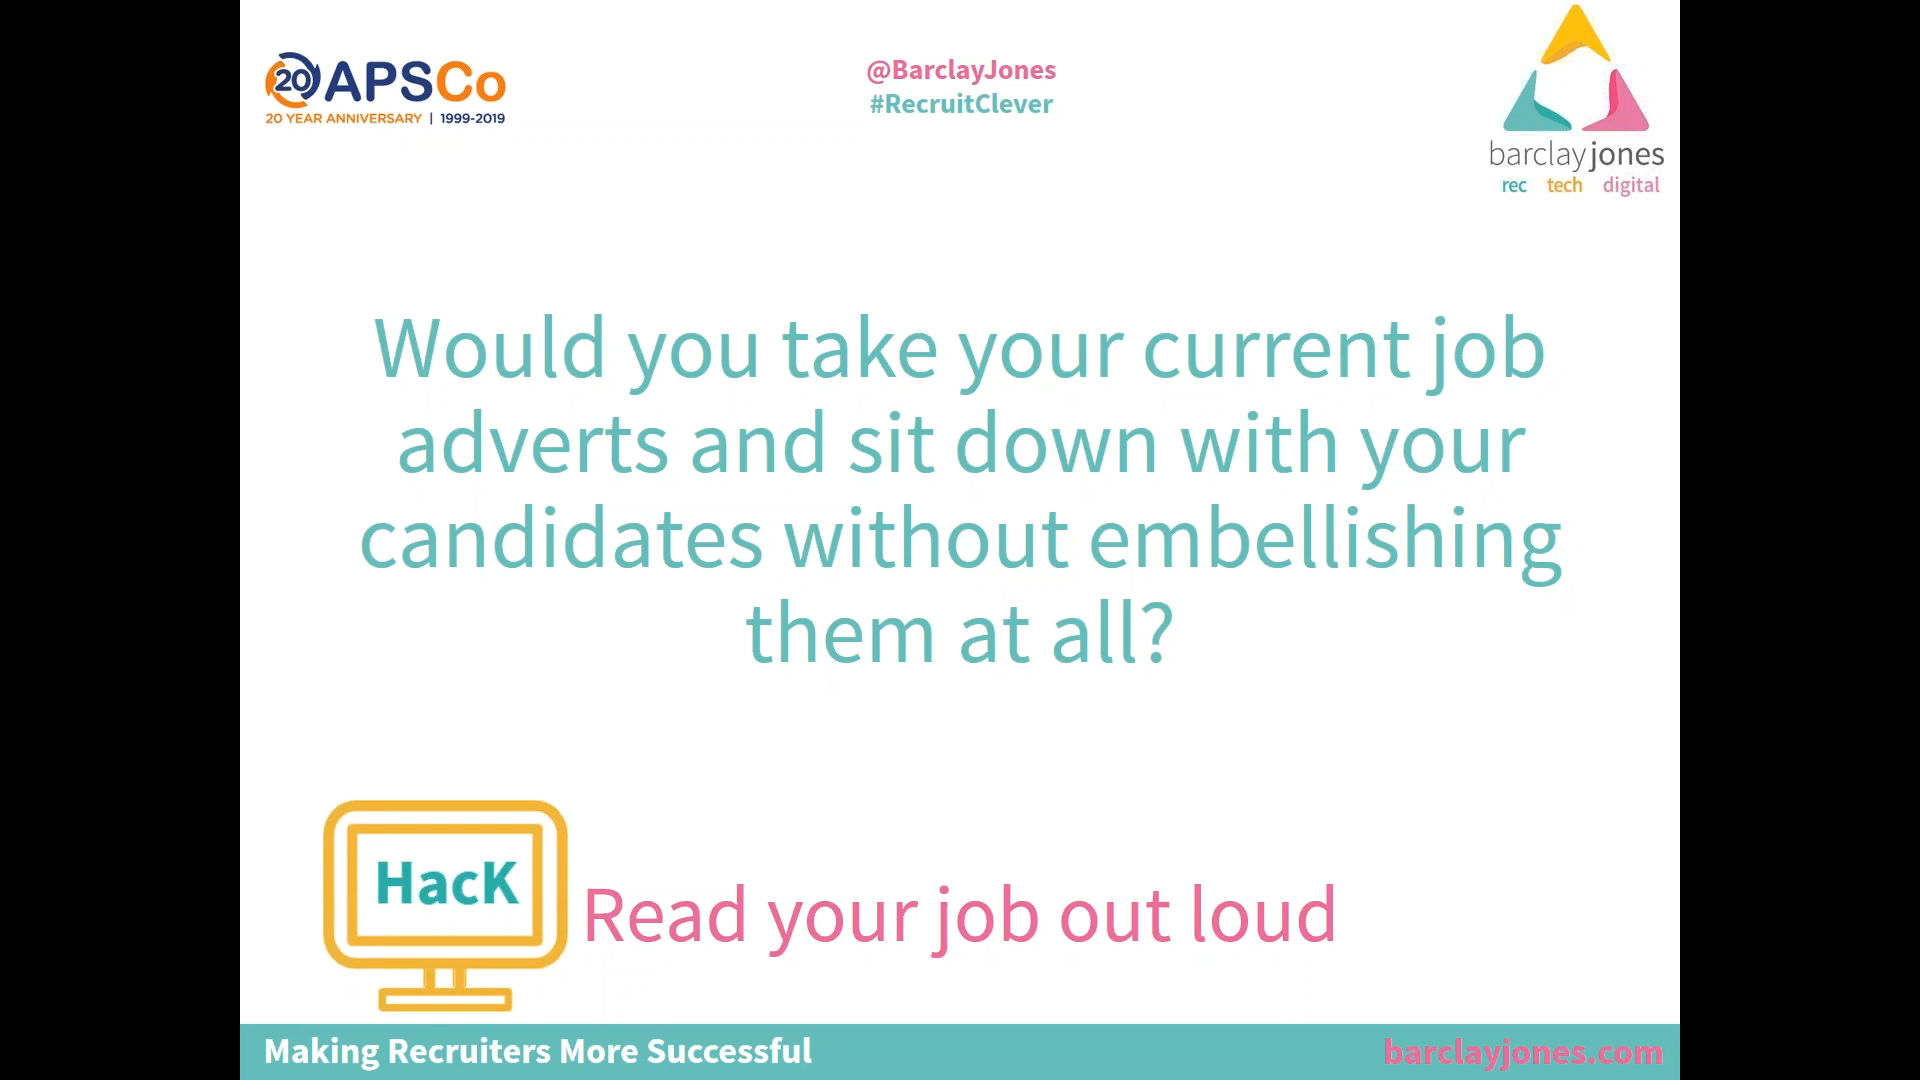 20 APSCo
20 YEAR ANNIVERSARY | 1999-2019
@BarclayJones
#RecruitClever
barclayjones
rec tech digital
Would you take your current job
adverts and sit down with your
candidates without embellishing
them at all?
HacK
Read your job out loud
Making Recruiters More Successful
barclayjones.com